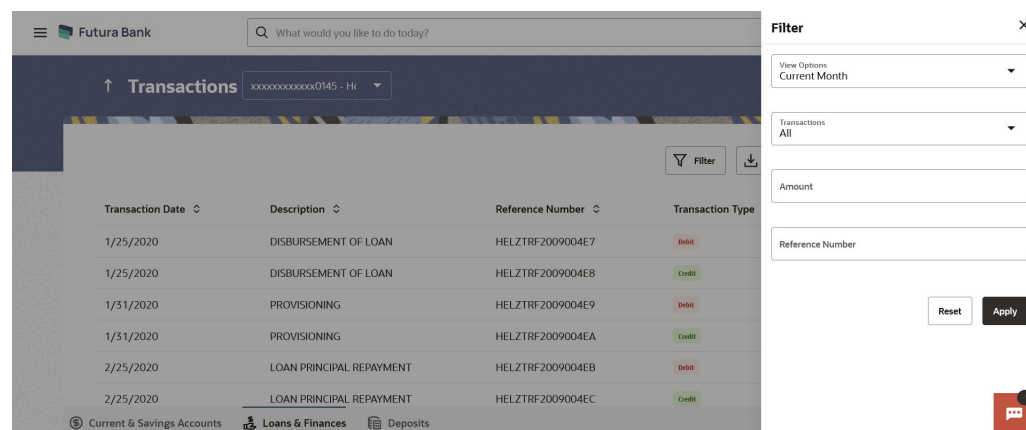 Futura Bank
What would you like to do today?
Transactions
xxxxxxxxxxxx0145 - H
Filter
Transaction Date Description Reference Number Transaction Type
1/25/2020 DISBURSEMENT OF LOAN HELZTRF2009004E7 Debit
1/25/2020 DISBURSEMENT OF LOAN HELZTRF2009004E8 Credit
1/31/2020 PROVISIONING HELZTRF2009004E9 Debit
1/31/2020 PROVISIONING HELZTRF2009004EA Credit
2/25/2020 LOAN PRINCIPAL REPAYMENT HELZTRF2009004EB Debit
2/25/2020 LOAN PRINCIPAL REPAYMENT HELZTRF2009004EC Credit
Current & Savings Accounts Loans & Finances Deposits
Filter
View Options
Current Month
Transactions
All
Amount
Reference Number
Reset Apply